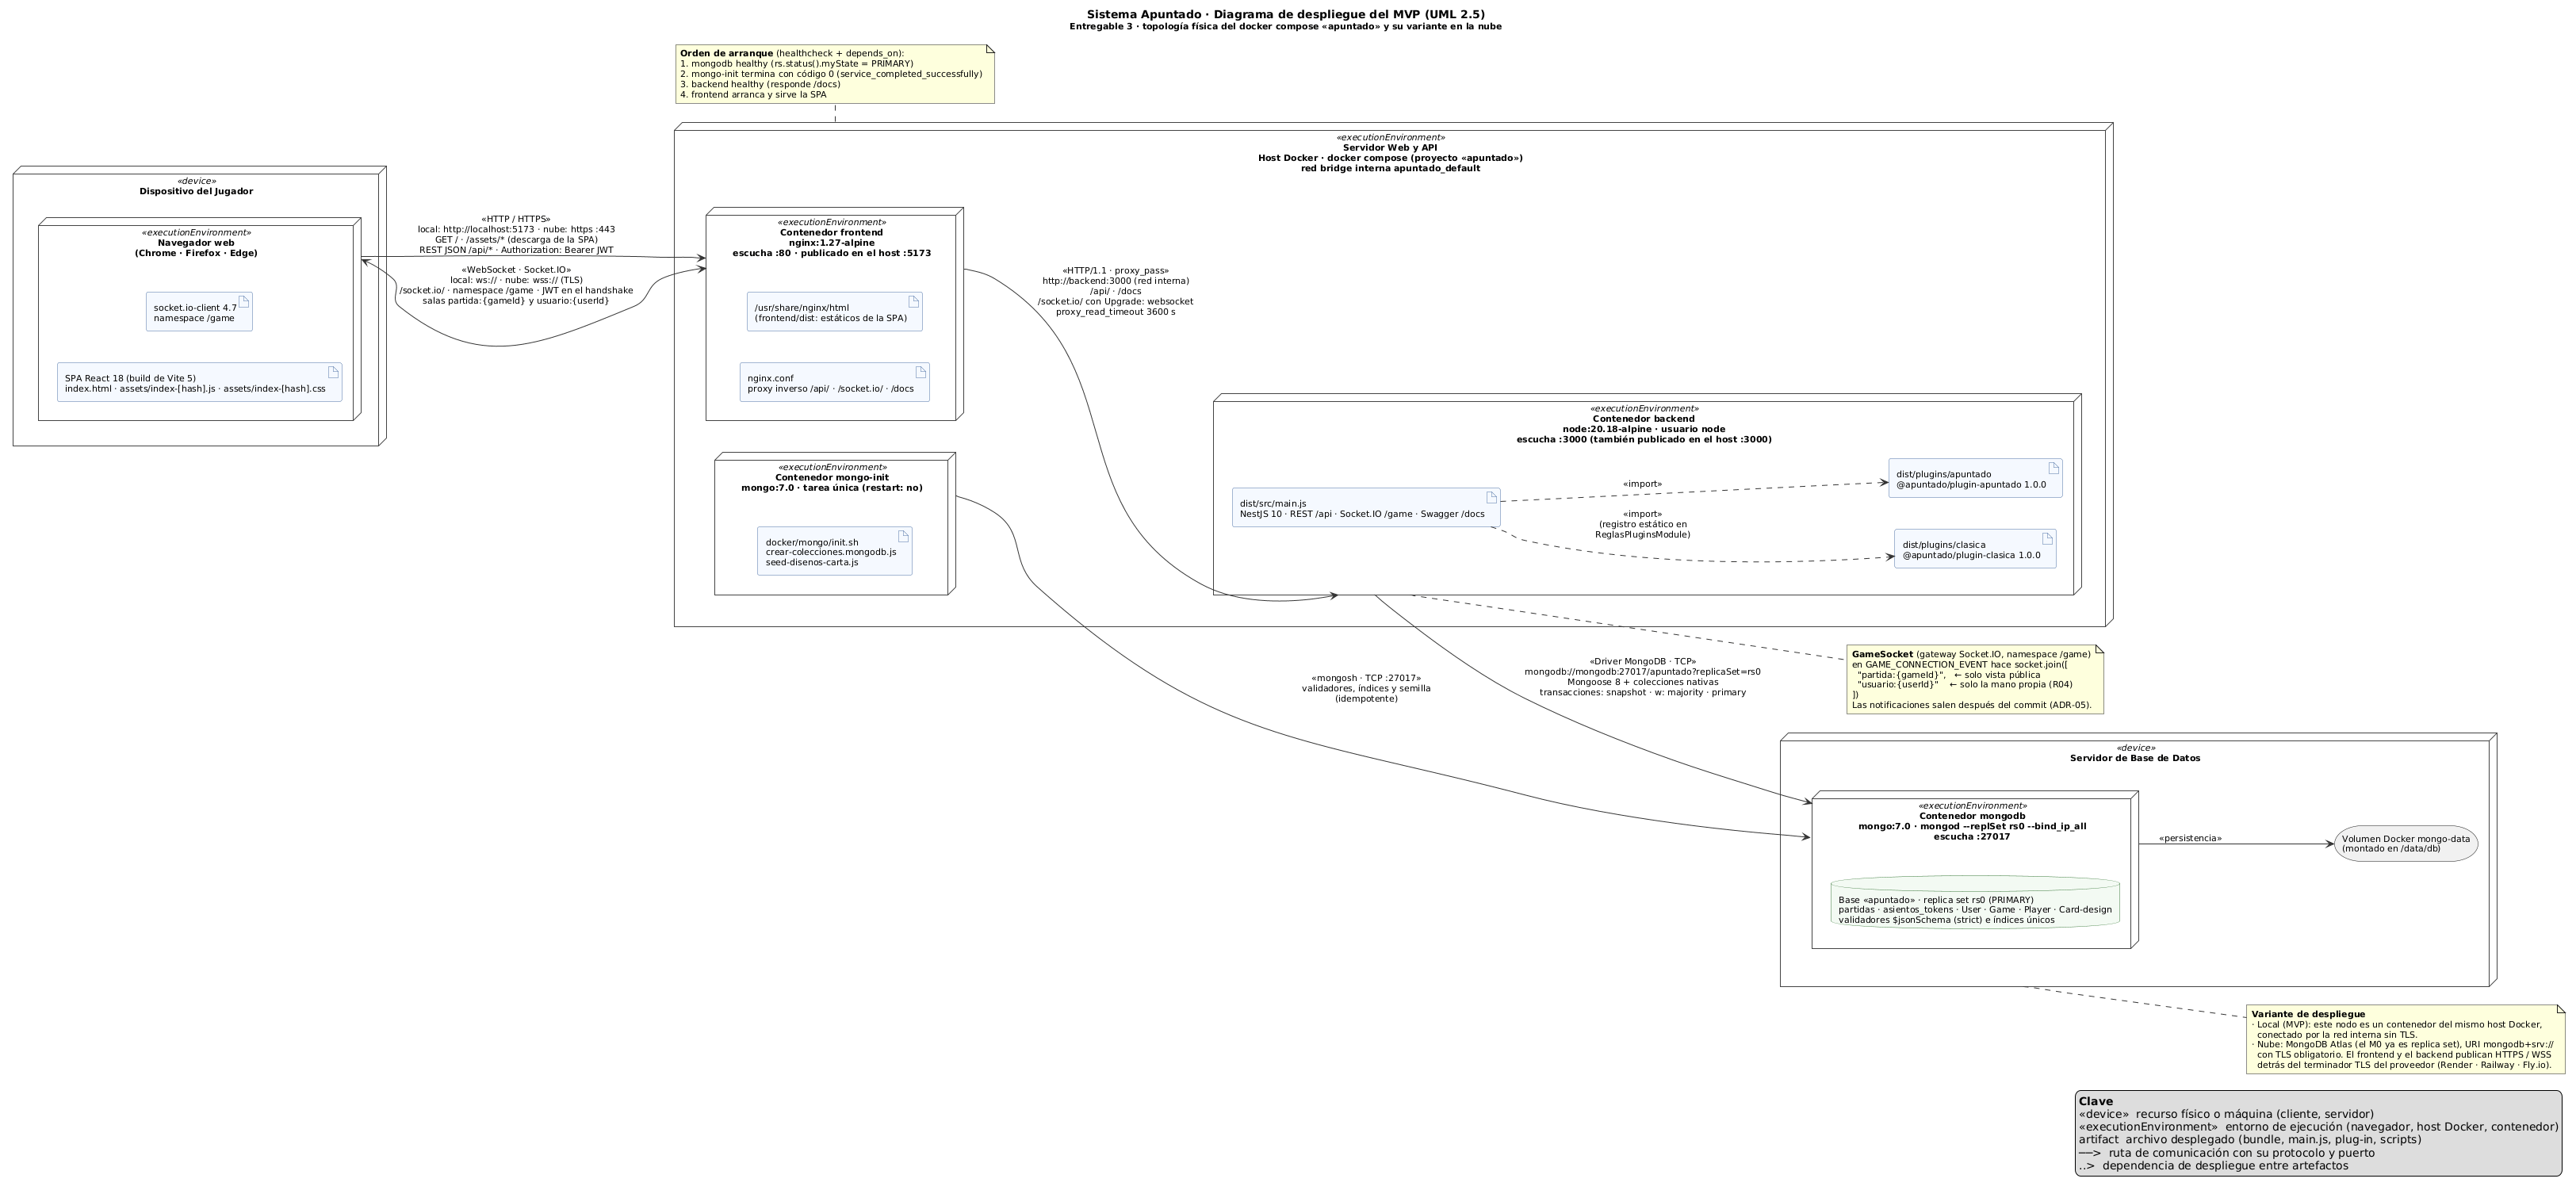 Sistema Apuntado · Diagrama de despliegue del MVP (UML 2.5)
Entregable 3 · topología física del docker compose «apuntado» y su variante en la nube
Orden de arranque (healthcheck + depends_on):
1. mongodb healthy (rs.status().myState = PRIMARY)
2. mongo-init termina con código 0 (service_completed_successfully)
3. backend healthy (responde /docs)
4. frontend arranca y sirve la SPA
«device»
Dispositivo del Jugador
«executionEnvironment»
Navegador web
(Chrome · Firefox · Edge)
socket.io-client 4.7
namespace /game
SPA React 18 (build de Vite 5)
index.html · assets/index-[hash].js · assets/index-[hash].css
«HTTP / HTTPS»
local: http://localhost:5173 · nube: https :443
GET / · /assets/* (descarga de la SPA)
REST JSON /api/* · Authorization: Bearer JWT
«WebSocket · Socket.IO»
local: ws:// · nube: wss:// (TLS)
/socket.io/ · namespace /game · JWT en el handshake
salas partida:{gameId} y usuario:{userId}
«executionEnvironment»
Servidor Web y API
Host Docker · docker compose (proyecto «apuntado»)
red bridge interna apuntado_default
«executionEnvironment»
Contenedor frontend
nginx:1.27-alpine
escucha :80 · publicado en el host :5173
/usr/share/nginx/html
(frontend/dist: estáticos de la SPA)
nginx.conf
proxy inverso /api/ · /socket.io/ · /docs
«HTTP/1.1 · proxy_pass»
http://backend:3000 (red interna)
/api/ · /docs
/socket.io/ con Upgrade: websocket
proxy_read_timeout 3600 s
«executionEnvironment»
Contenedor mongo-init
mongo:7.0 · tarea única (restart: no)
docker/mongo/init.sh
crear-colecciones.mongodb.js
seed-disenos-carta.js
«executionEnvironment»
Contenedor backend
node:20.18-alpine · usuario node
escucha :3000 (también publicado en el host :3000)
dist/src/main.js
NestJS 10 · REST /api · Socket.IO /game · Swagger /docs
«import»
«import»
(registro estático en
ReglasPluginsModule)
dist/plugins/apuntado
@apuntado/plugin-apuntado 1.0.0
dist/plugins/clasica
@apuntado/plugin-clasica 1.0.0
«mongosh · TCP :27017»
validadores, índices y semilla
(idempotente)
«Driver MongoDB · TCP»
mongodb://mongodb:27017/apuntado?replicaSet=rs0
Mongoose 8 + colecciones nativas
transacciones: snapshot · w: majority · primary
GameSocket (gateway Socket.IO, namespace /game)
en GAME_CONNECTION_EVENT hace socket.join([
"partida:{gameId}",   ← solo vista pública
"usuario:{userId}"   ← solo la mano propia (R04)
])
Las notificaciones salen después del commit (ADR-05).
«device»
Servidor de Base de Datos
«executionEnvironment»
Contenedor mongodb
mongo:7.0 · mongod --replSet rs0 --bind_ip_all
escucha :27017
Base «apuntado» · replica set rs0 (PRIMARY)
partidas · asientos_tokens · User · Game · Player · Card-design
validadores $jsonSchema (strict) e índices únicos
«persistencia»
Volumen Docker mongo-data
(montado en /data/db)
Variante de despliegue
· Local (MVP): este nodo es un contenedor del mismo host Docker,
conectado por la red interna sin TLS.
· Nube: MongoDB Atlas (el M0 ya es replica set), URI mongodb+srv://
con TLS obligatorio. El frontend y el backend publican HTTPS / WSS
detrás del terminador TLS del proveedor (Render · Railway · Fly.io).
Clave
«device»  recurso físico o máquina (cliente, servidor)
«executionEnvironment»  entorno de ejecución (navegador, host Docker, contenedor)
artifact  archivo desplegado (bundle, main.js, plug-in, scripts)
──>  ruta de comunicación con su protocolo y puerto
..>  dependencia de despliegue entre artefactos